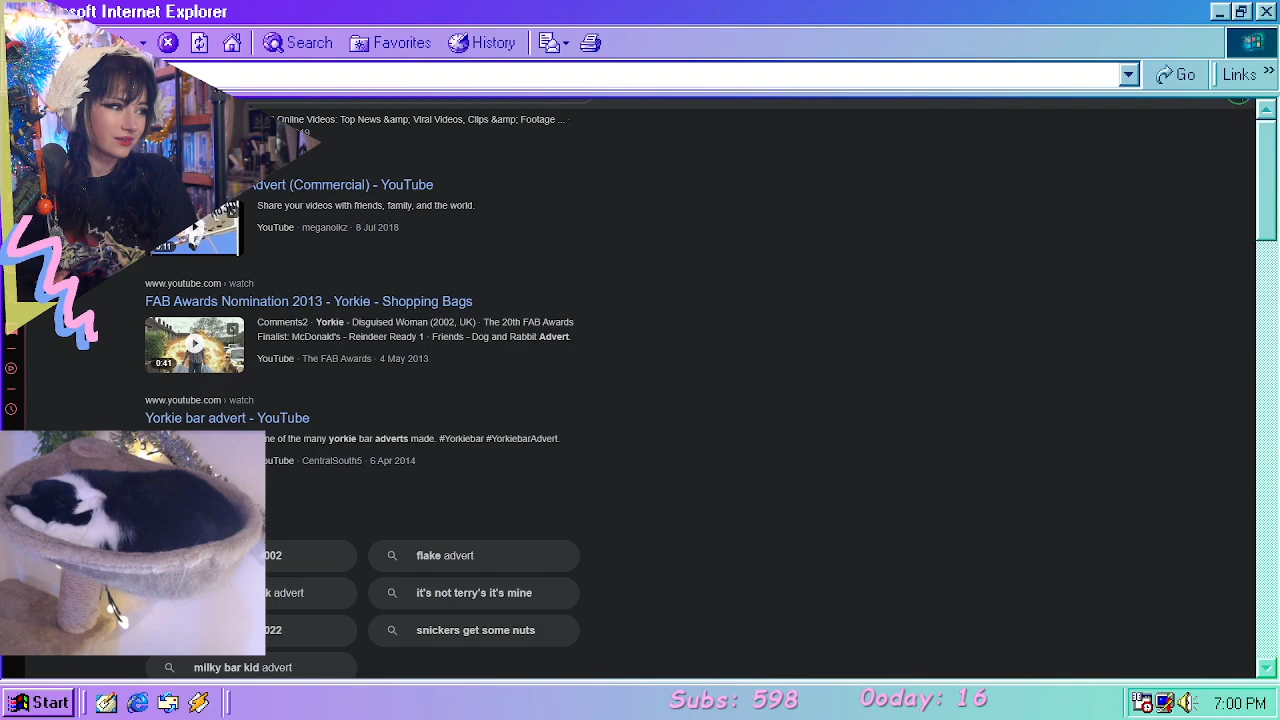 soft Internet Explorer
Search
Favorites
History
Go
Links
Online Videos: Top News &amp; Viral Videos, Clips &amp; Footage ...
Advert (Commercial) - YouTube
Share your videos with friends, family, and the world.
YouTube · meganolkz · 8 Jul 2018
0:11
www.youtube.com › watch
FAB Awards Nomination 2013 - Yorkie - Shopping Bags
Comments2 · Yorkie - Disguised Woman (2002, UK) · The 20th FAB Awards
Finalist: McDonald's - Reindeer Ready 1 · Friends - Dog and Rabbit Advert.
YouTube · The FAB Awards · 4 May 2013
0:41
www.youtube.com › watch
Yorkie bar advert - YouTube
ne of the many yorkie bar adverts made. #Yorkiebar #YorkiebarAdvert.
ouTube · CentralSouth5 · 6 Apr 2014
002
flake advert
k advert
it's not terry's it's mine
022
snickers get some nuts
milky bar kid advert
Start
Subs: 598
Ooday: 16
7:00 PM